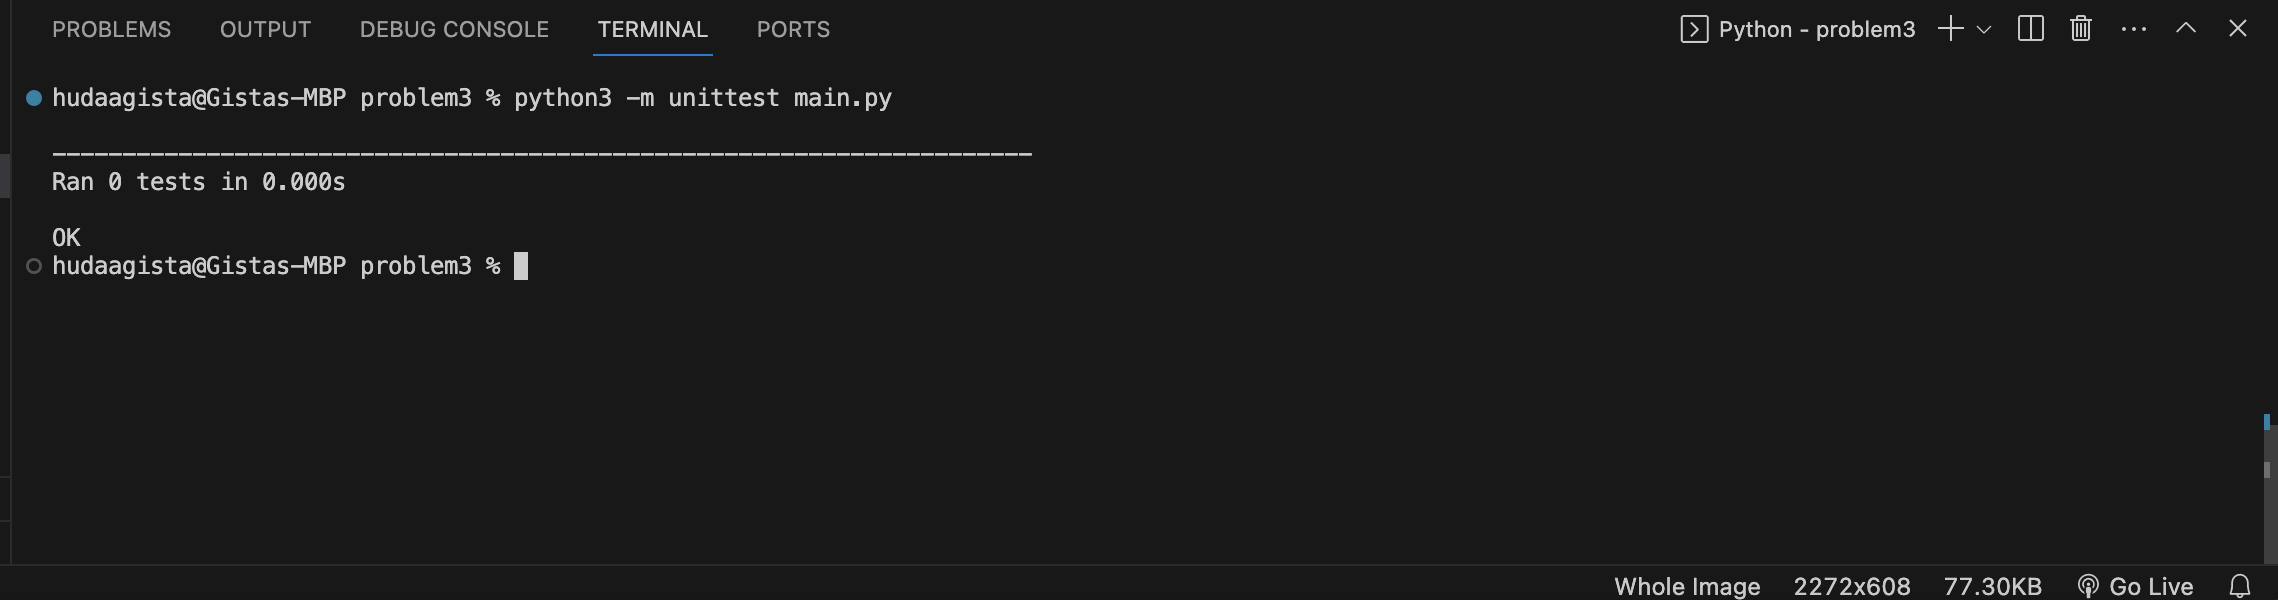 PROBLEMS OUTPUT DEBUG CONSOLE TERMINAL PORTS Python - problem3
hudaagista@Gistas-MBP problem3 % python3 -m unittest main.py
----------------------------------------------------------------------
Ran 0 tests in 0.000s
OK
hudaagista@Gistas-MBP problem3 %
Whole Image 2272x608 77.30KB Go Live